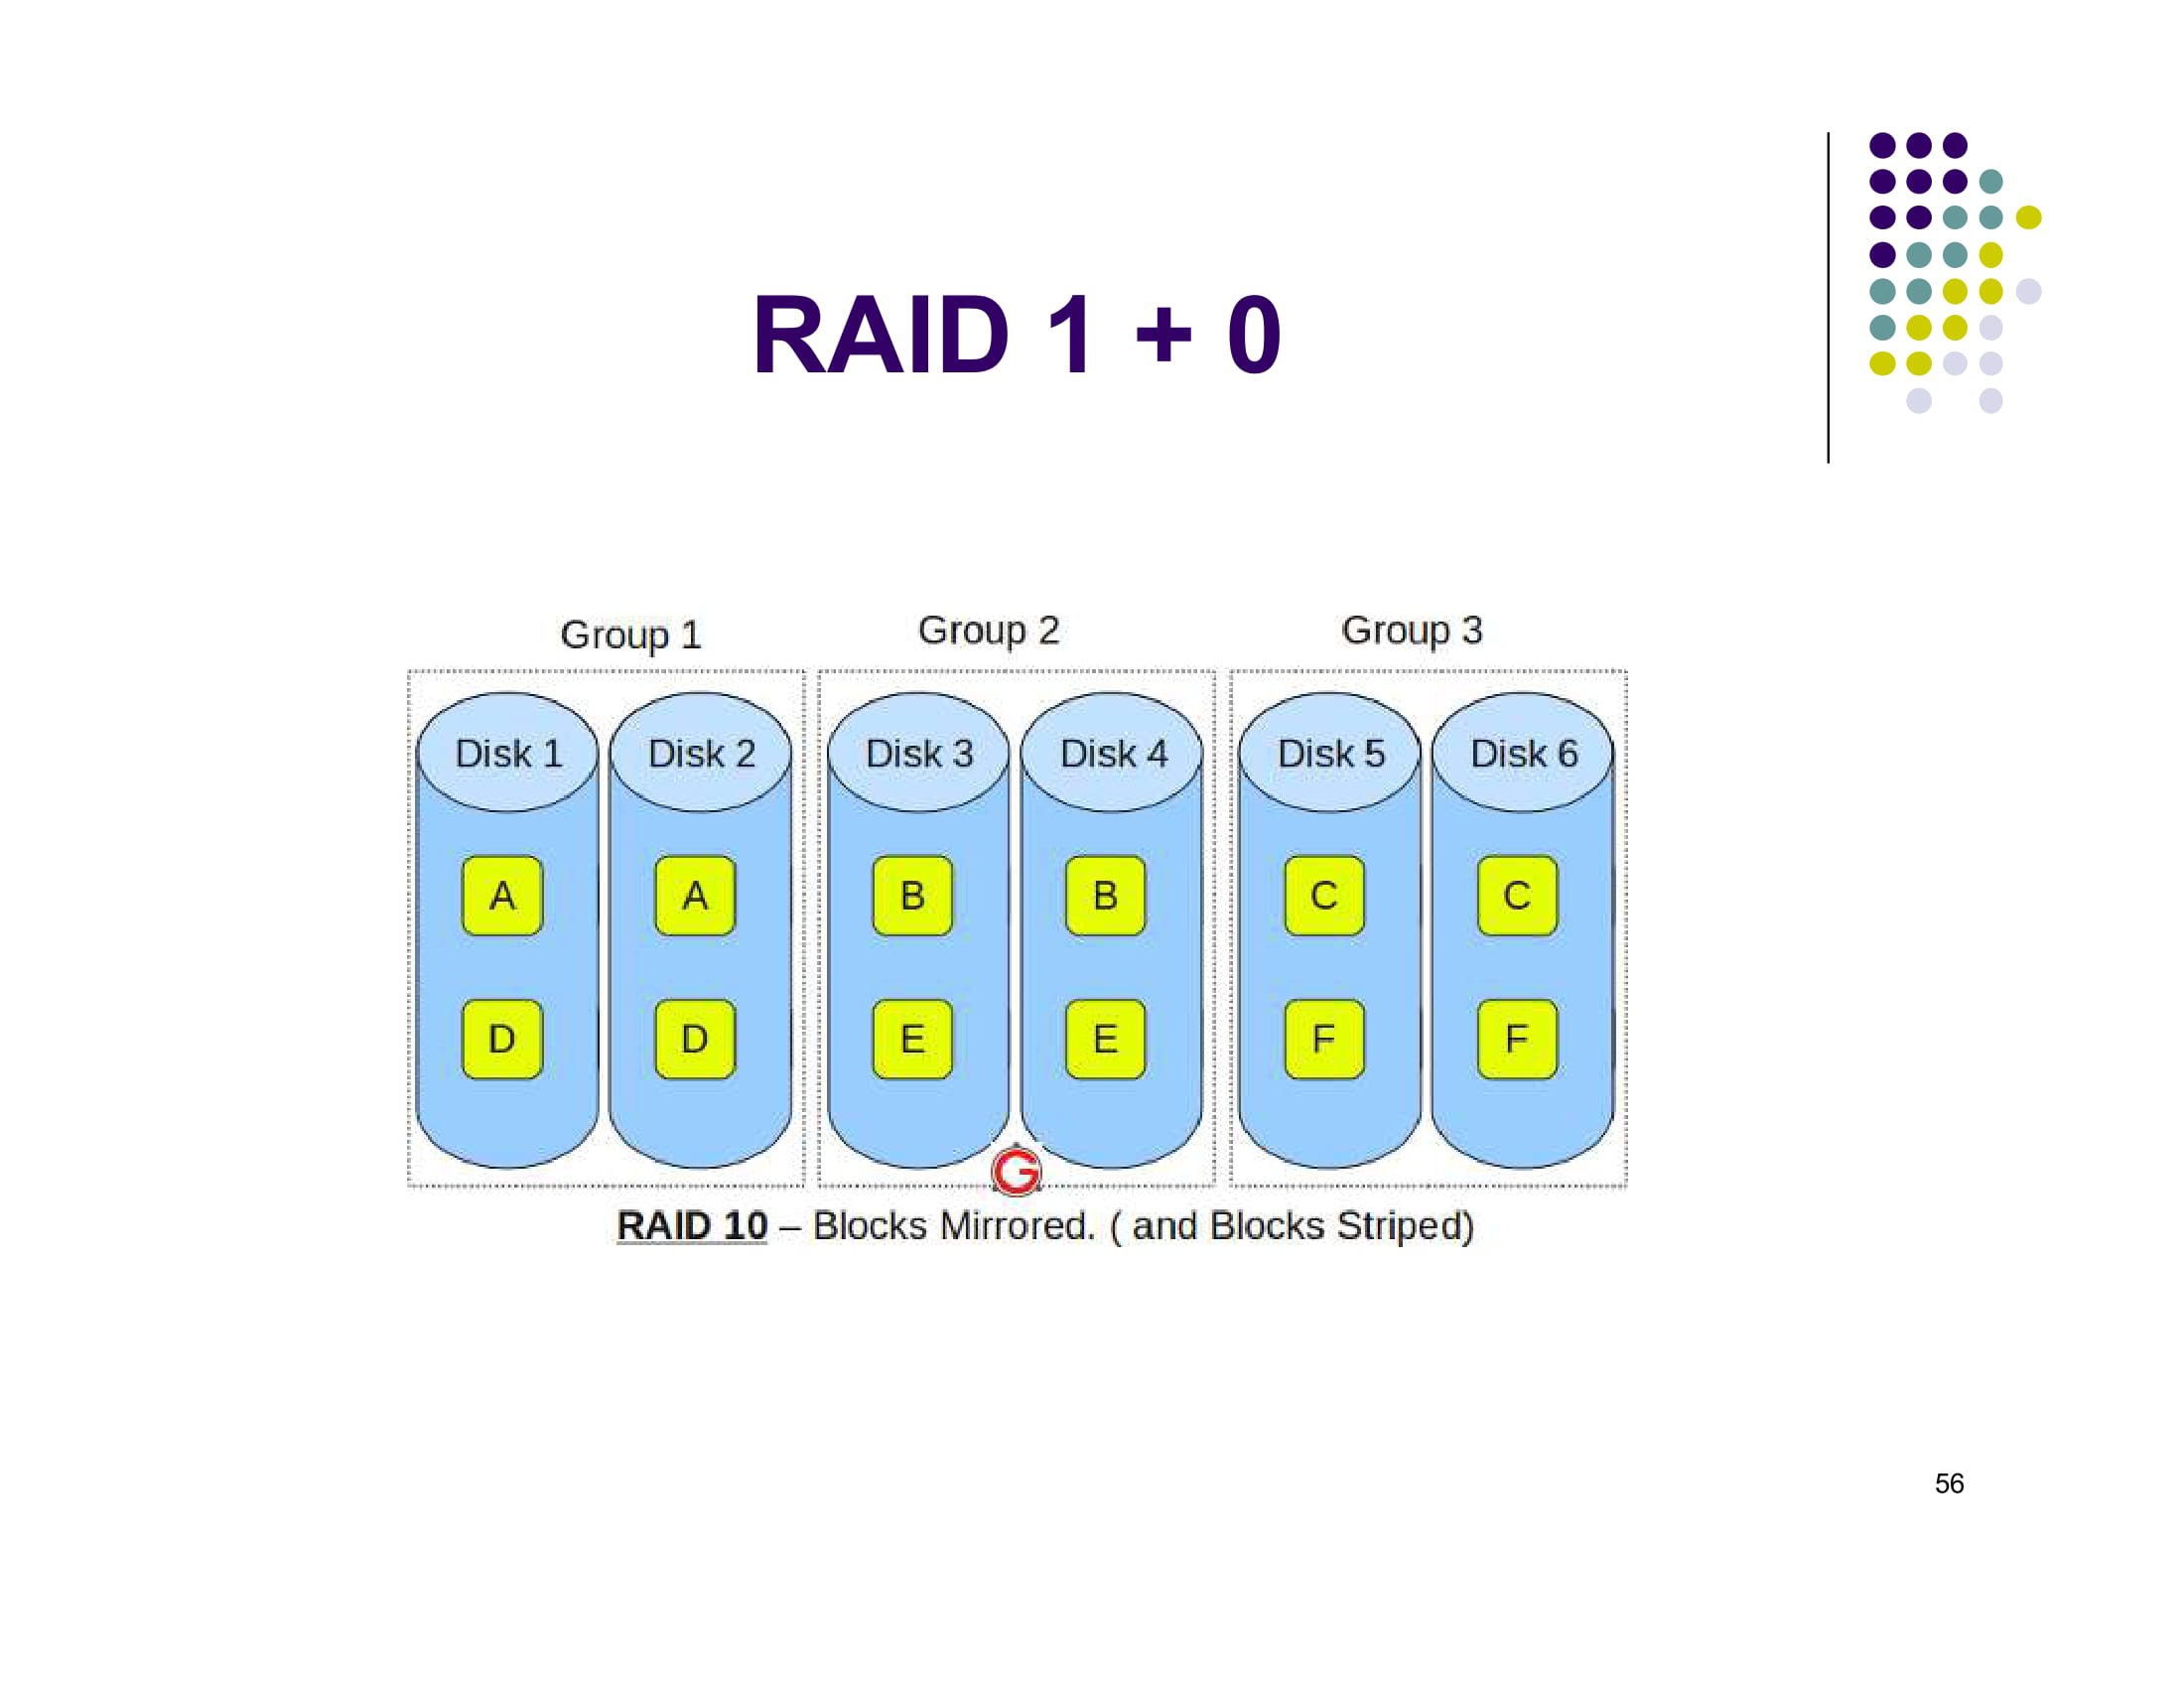 RAID 1 + 0
Group 1 Group 2 Group 3
Disk 1 Disk 2 Disk 3 Disk 4 Disk 5 Disk 6
A A B B C C
D D E E F F
G
RAID 10 – Blocks Mirrored. ( and Blocks Striped)
56